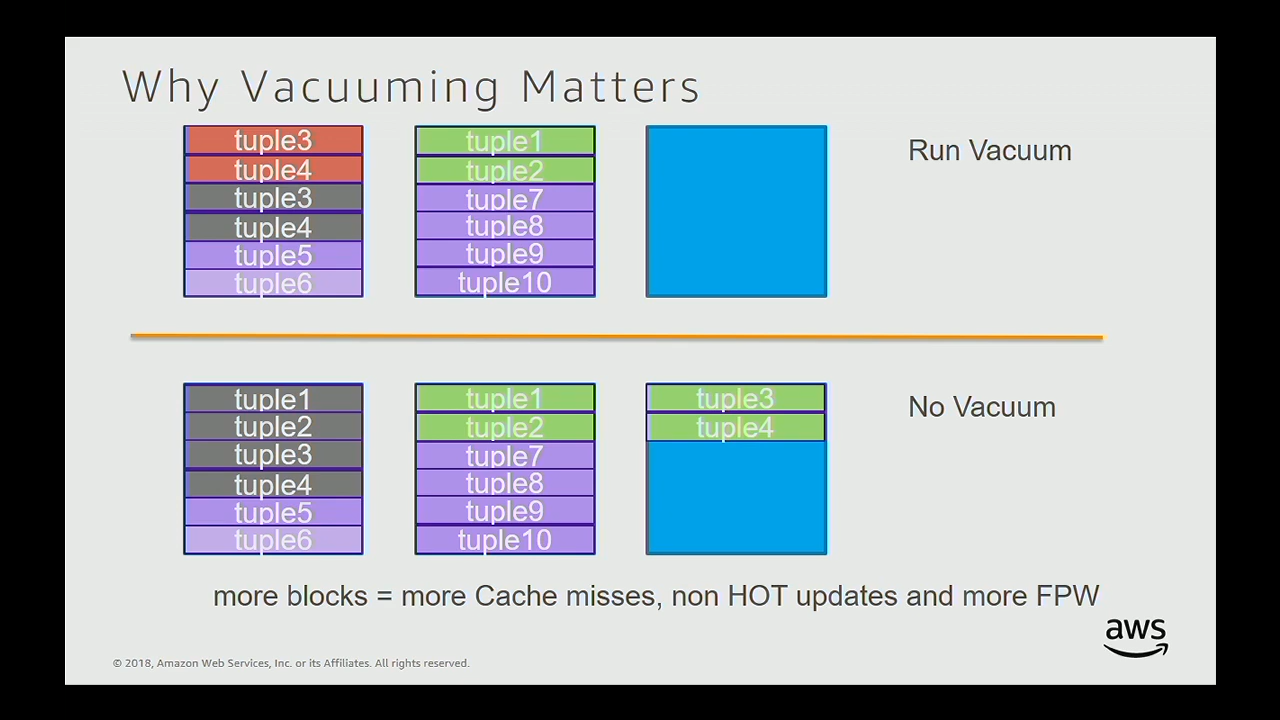 Why Vacuuming Matters
tuple3
tuple4
tuple3
tuple4
tuple5
tuple6
tuple1
tuple2
tuple7
tuple8
tuple9
tuple10
Run Vacuum
tuple1
tuple2
tuple3
tuple4
tuple5
tuple6
tuple1
tuple2
tuple7
tuple8
tuple9
tuple10
tuple3
tuple4
No Vacuum
more blocks = more Cache misses, non HOT updates and more FPW
aws
© 2018, Amazon Web Services, Inc. or its Affiliates. All rights reserved.